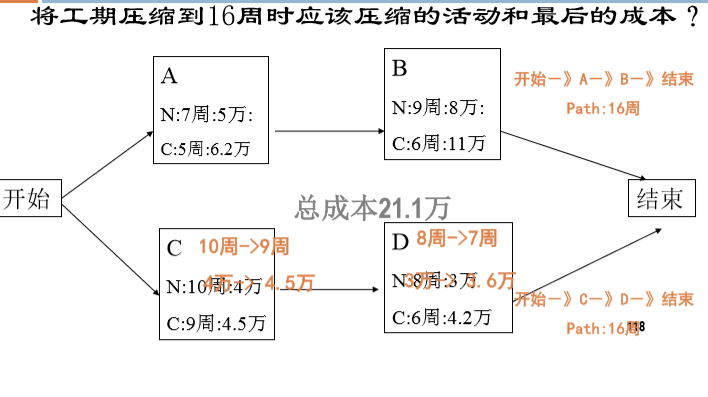 将工期压缩到16周时应该压缩的活动和最后的成本？
A
N:7周:5万:
C:5周:6.2万
B
N:9周:8万:
C:6周:11万
开始－》A－》B－》结束
Path:16周
开始
总成本21.1万
结束
C
10周->9周
4万-> 4.5万
N:10周:4万
C:9周:4.5万
D
8周->7周
3万-> 3.6万
N:8周:3万
C:6周:4.2万
开始－》C－》D－》结束
Path:16周
118